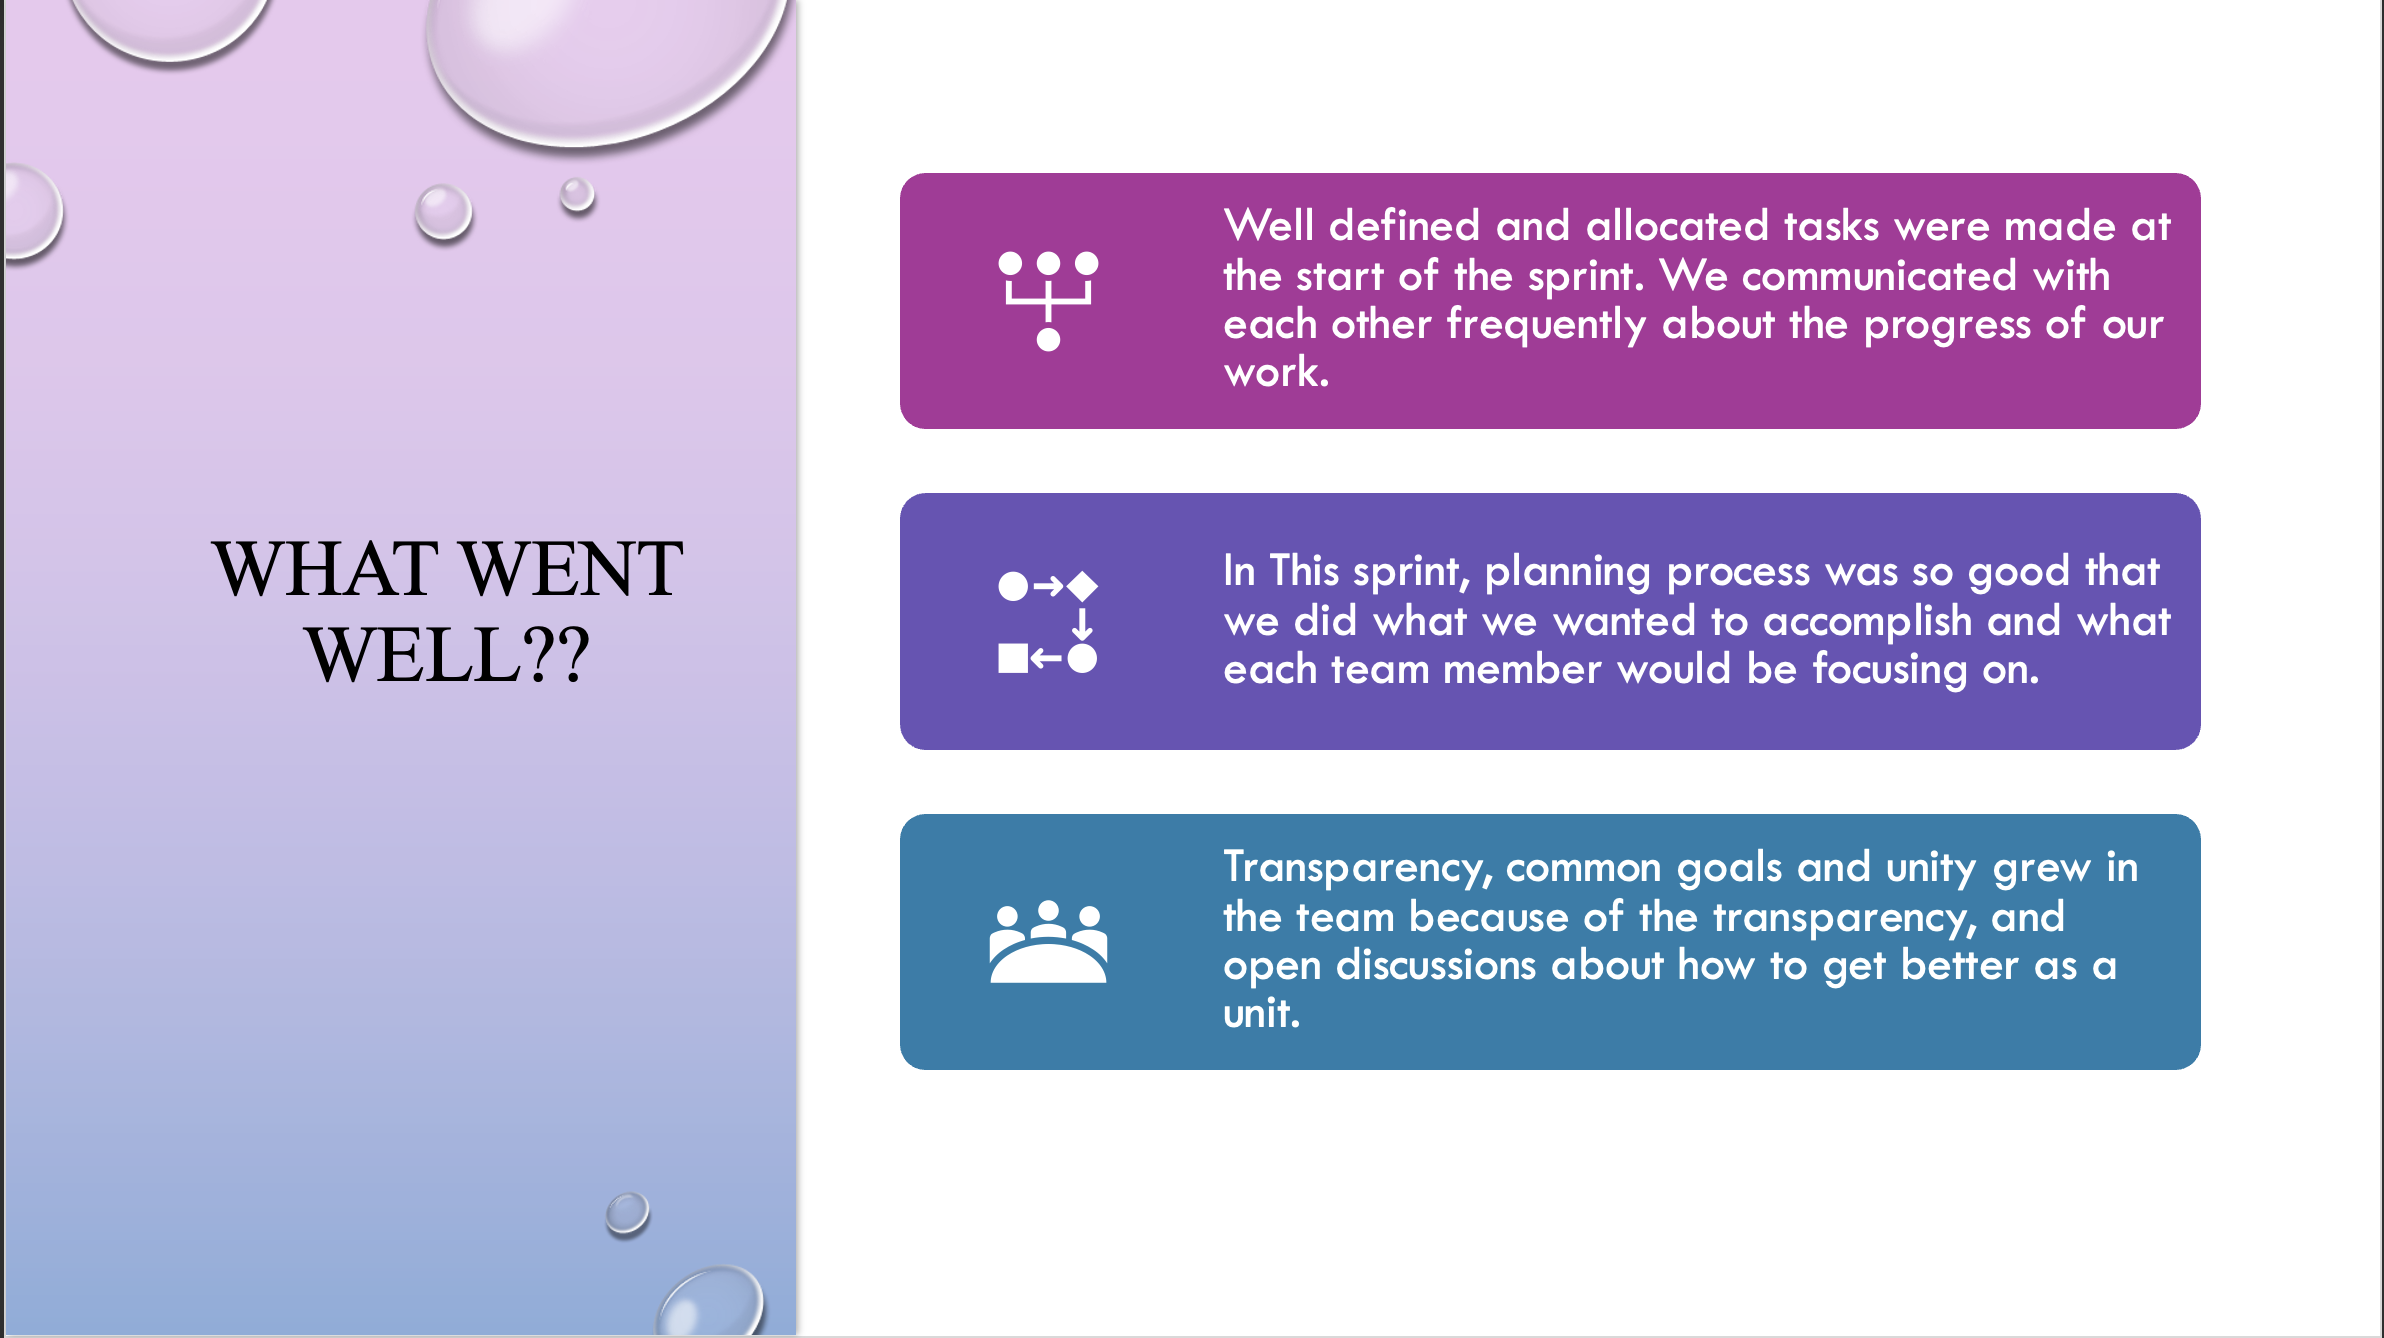 WHAT WENT
WELL??
Well defined and allocated tasks were made at
the start of the sprint. We communicated with
each other frequently about the progress of our
work.
In This sprint, planning process was so good that
we did what we wanted to accomplish and what
each team member would be focusing on.
Transparency, common goals and unity grew in
the team because of the transparency, and
open discussions about how to get better as a
unit.